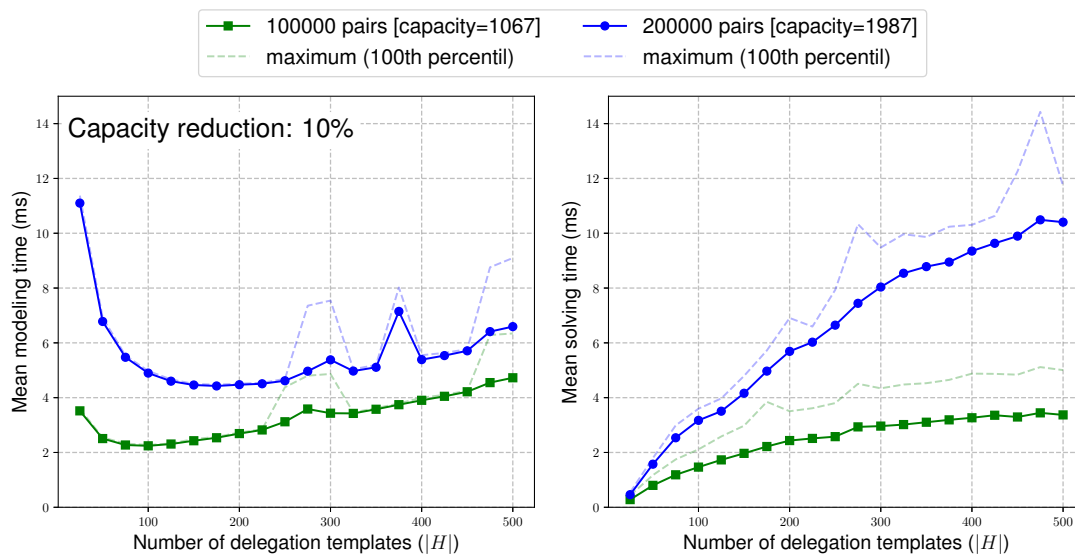 100000 pairs [capacity=1067]
maximum (100th percentil)
200000 pairs [capacity=1987]
maximum (100th percentil)
Capacity reduction: 10%
Mean modeling time (ms)
14
12
10
8
6
4
2
0
100
200
300
400
500
Number of delegation templates (|H|)
Mean solving time (ms)
14
12
10
8
6
4
2
0
100
200
300
400
500
Number of delegation templates (|H|)